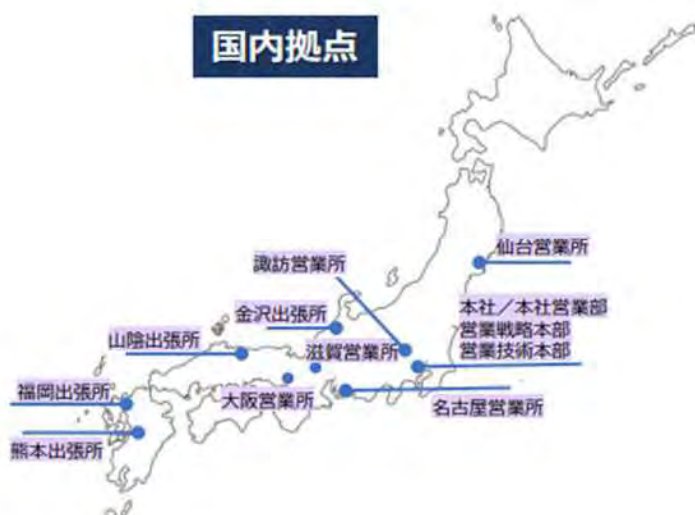 国内拠点
仙台営業所
諏訪営業所
本社／本社営業部
営業戦略本部
営業技術本部
金沢出張所
山陰出張所
滋賀営業所
福岡出張所
大阪営業所
名古屋営業所
熊本出張所